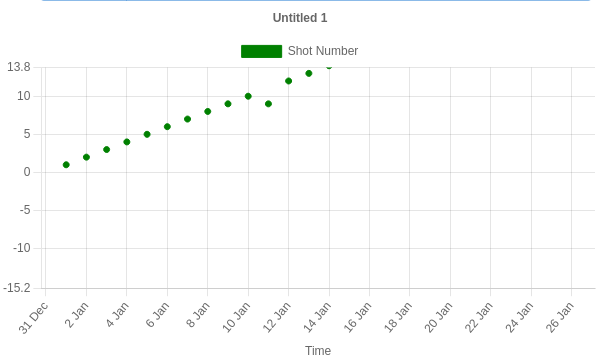 Untitled 1
Shot Number
13.8
10
5
0
-5
-10
-15.2
31 Dec
2 Jan
4 Jan
6 Jan
8 Jan
10 Jan
12 Jan
14 Jan
16 Jan
18 Jan
20 Jan
22 Jan
24 Jan
26 Jan
Time